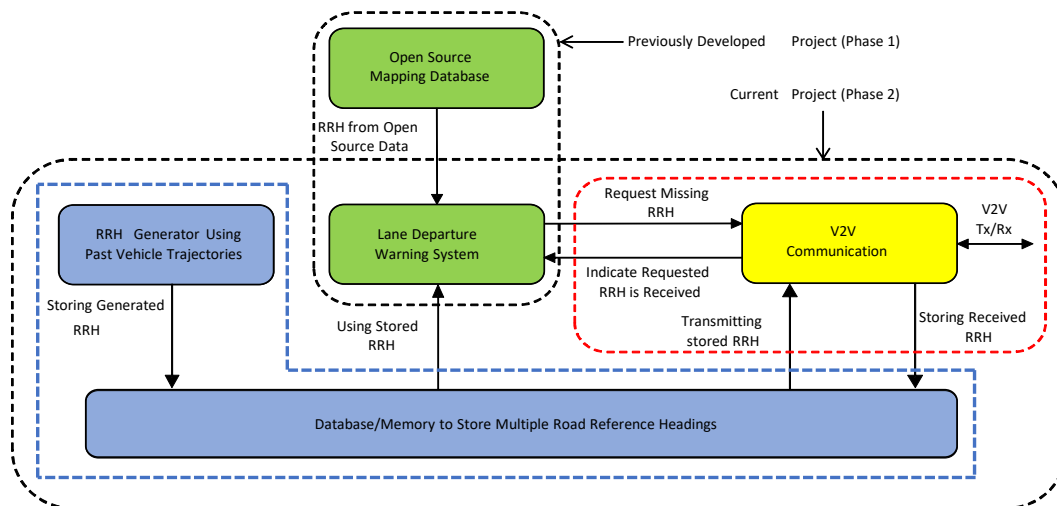 Open Source
Mapping Database
Previously Developed Project (Phase 1)
Current Project (Phase 2)
RRH from Open
Source Data
RRH Generator Using
Past Vehicle Trajectories
Lane Departure
Warning System
Request Missing
RRH
V2V
Communication
V2V
Tx/Rx
Indicate Requested
RRH is Received
Storing Generated
RRH
Using Stored
RRH
Transmitting
stored RRH
Storing Received
RRH
Database/Memory to Store Multiple Road Reference Headings